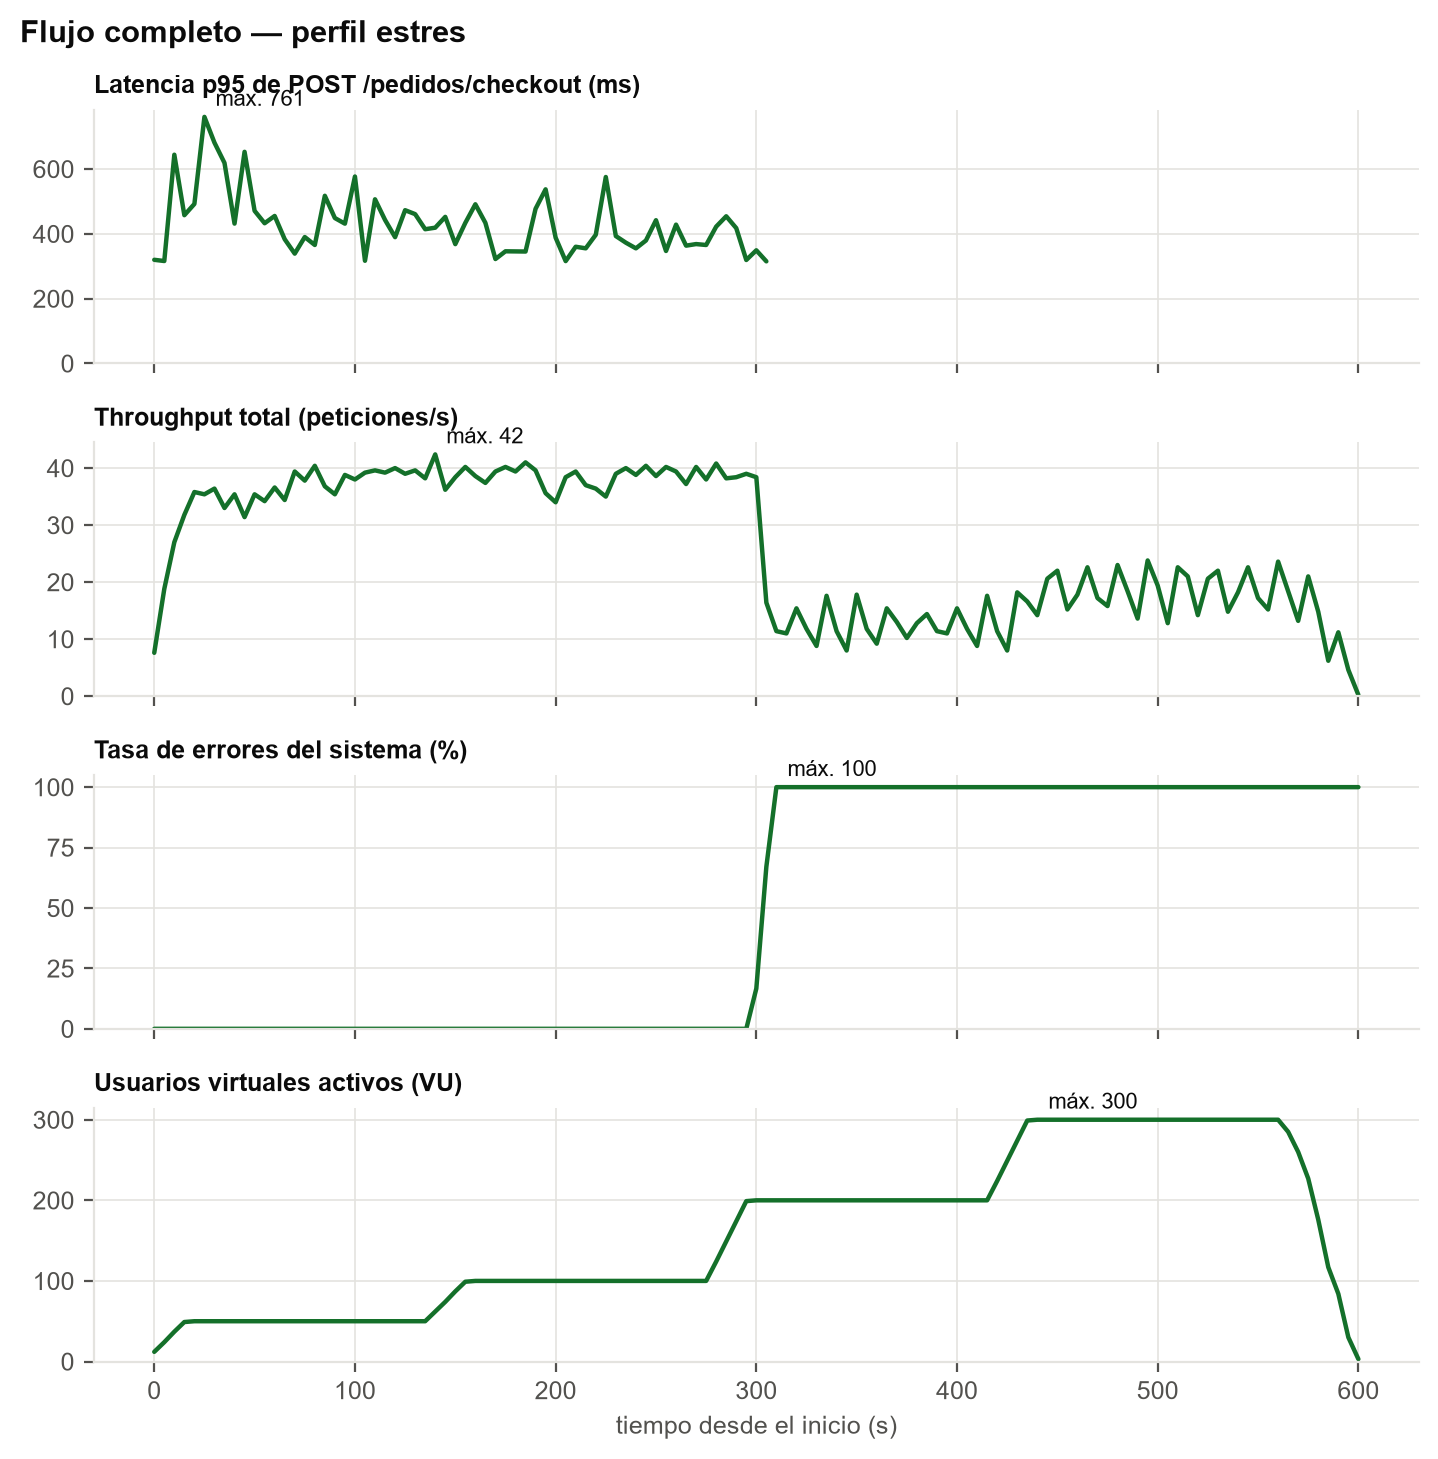 Flujo completo — perfil estres
Latencia p95 de POST /pedidos/checkout (ms)
máx. 761
600
400
200
0
Throughput total (peticiones/s)
máx. 42
40
30
20
10
0
Tasa de errores del sistema (%)
máx. 100
100
75
50
25
0
Usuarios virtuales activos (VU)
máx. 300
300
200
100
0
0 100 200 300 400 500 600
tiempo desde el inicio (s)